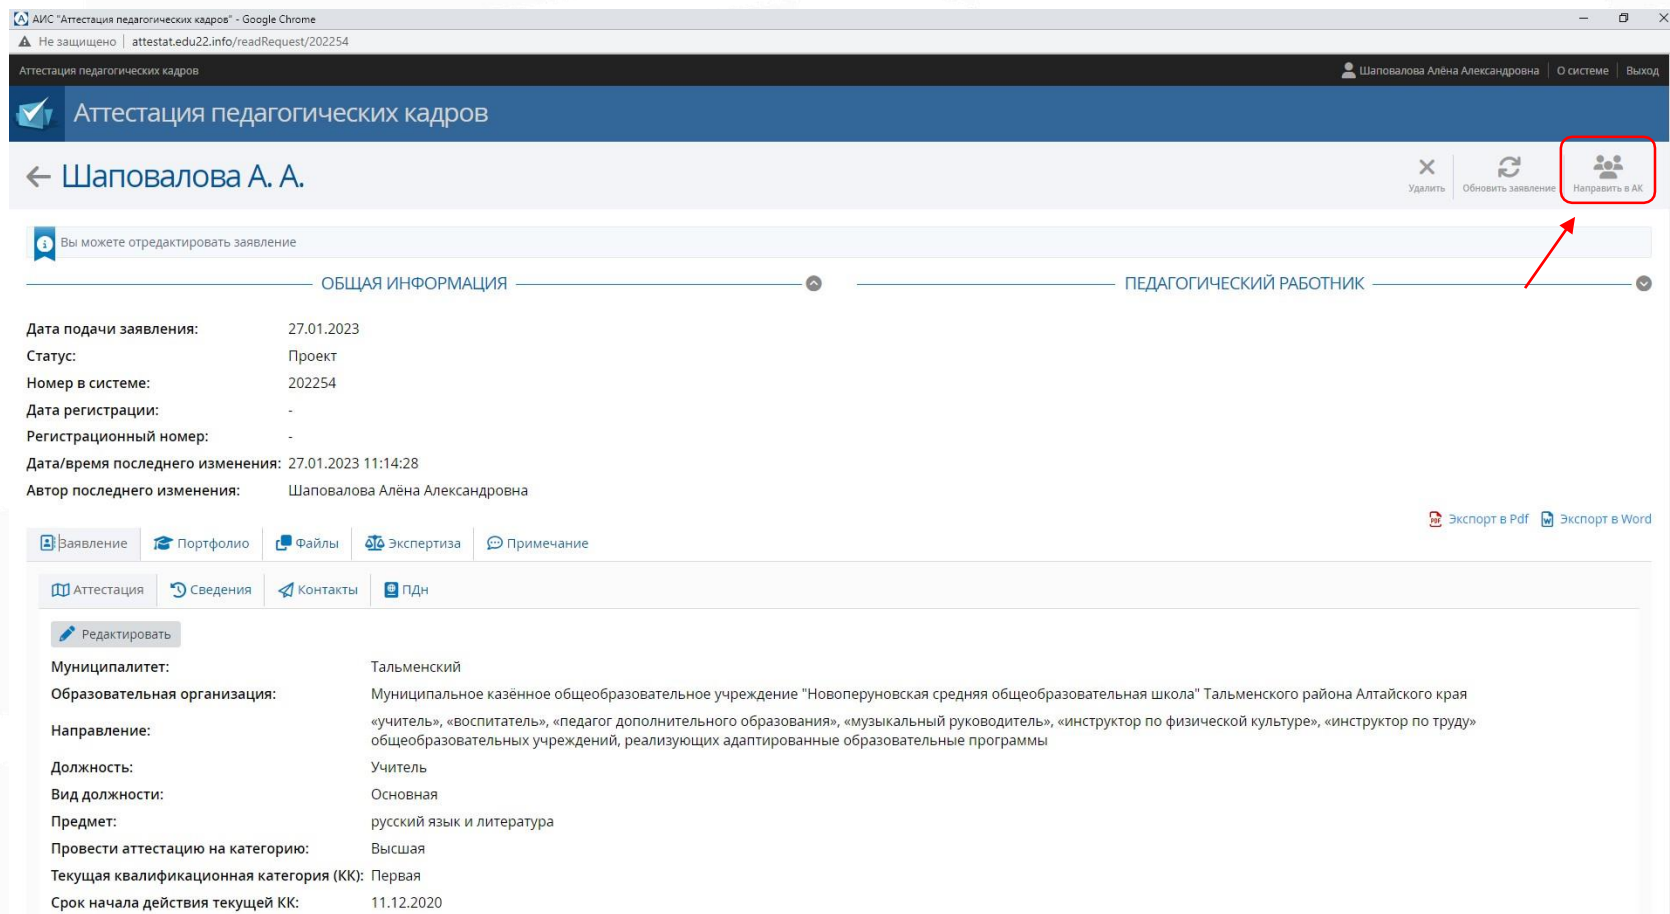 АИС "Аттестация педагогических кадров" - Google Chrome
Не защищено attestat.edu22.info/readRequest/202254
Аттестация педагогических кадров Шаповалова Алёна Александровна О системе Выход
Аттестация педагогических кадров
Шаповалова А. А.
Удалить Обновить заявление Направить в АК
Вы можете отредактировать заявление
ОБЩАЯ ИНФОРМАЦИЯ ПЕДАГОГИЧЕСКИЙ РАБОТНИК
Дата подачи заявления: 27.01.2023
Статус: Проект
Номер в системе: 202254
Дата регистрации: -
Регистрационный номер: -
Дата/время последнего изменения: 27.01.2023 11:14:28
Автор последнего изменения: Шаповалова Алёна Александровна
Экспорт в Pdf Экспорт в Word
Заявление Портфолио Файлы Экспертиза Примечание
Аттестация Сведения Контакты ПДн
Редактировать
Муниципалитет: Тальменский
Образовательная организация: Муниципальное казённое общеобразовательное учреждение "Новоперуновская средняя общеобразовательная школа" Тальменского района Алтайского края
Направление: «учитель», «воспитатель», «педагог дополнительного образования», «музыкальный руководитель», «инструктор по физической культуре», «инструктор по труду»
общеобразовательных учреждений, реализующих адаптированные образовательные программы
Должность: Учитель
Вид должности: Основная
Предмет: русский язык и литература
Провести аттестацию на категорию: Высшая
Текущая квалификационная категория (КК): Первая
Срок начала действия текущей КК: 11.12.2020